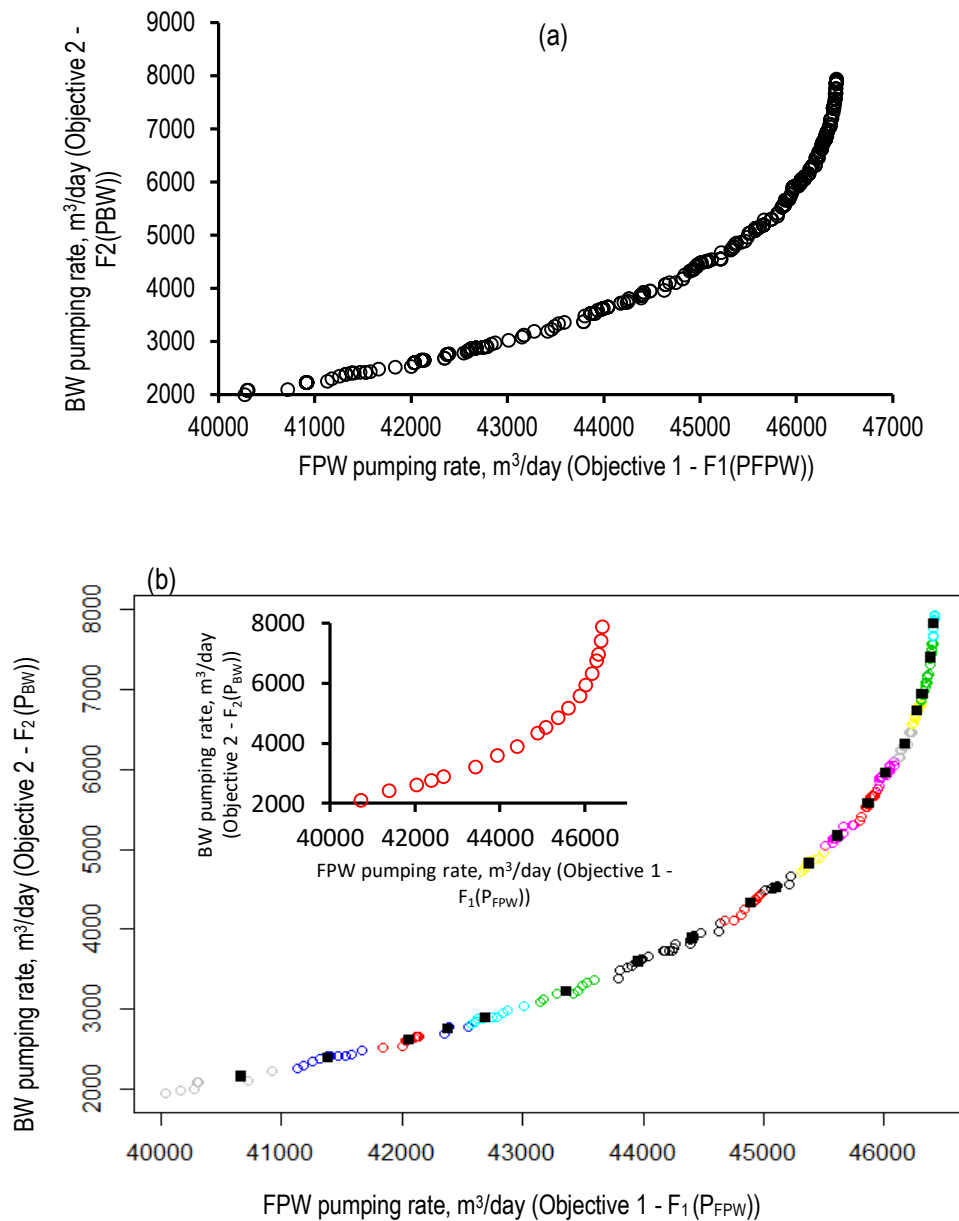 (a)
BW pumping rate, m³/day (Objective 2 -
F2(PBW))
9000
8000
7000
6000
5000
4000
3000
2000
40000 41000 42000 43000 44000 45000 46000 47000
FPW pumping rate, m³/day (Objective 1 - F1(PFPW))
(b)
BW pumping rate, m³/day (Objective 2 - F₂ (PBW))
8000
7000
6000
5000
4000
3000
2000
BW pumping rate, m³/day
(Objective 2 - F₂(PBW))
8000
6000
4000
2000
40000 42000 44000 46000
FPW pumping rate, m³/day (Objective 1 -
F₁(PFPW))
40000 41000 42000 43000 44000 45000 46000
FPW pumping rate, m³/day (Objective 1 - F₁ (PFPW))